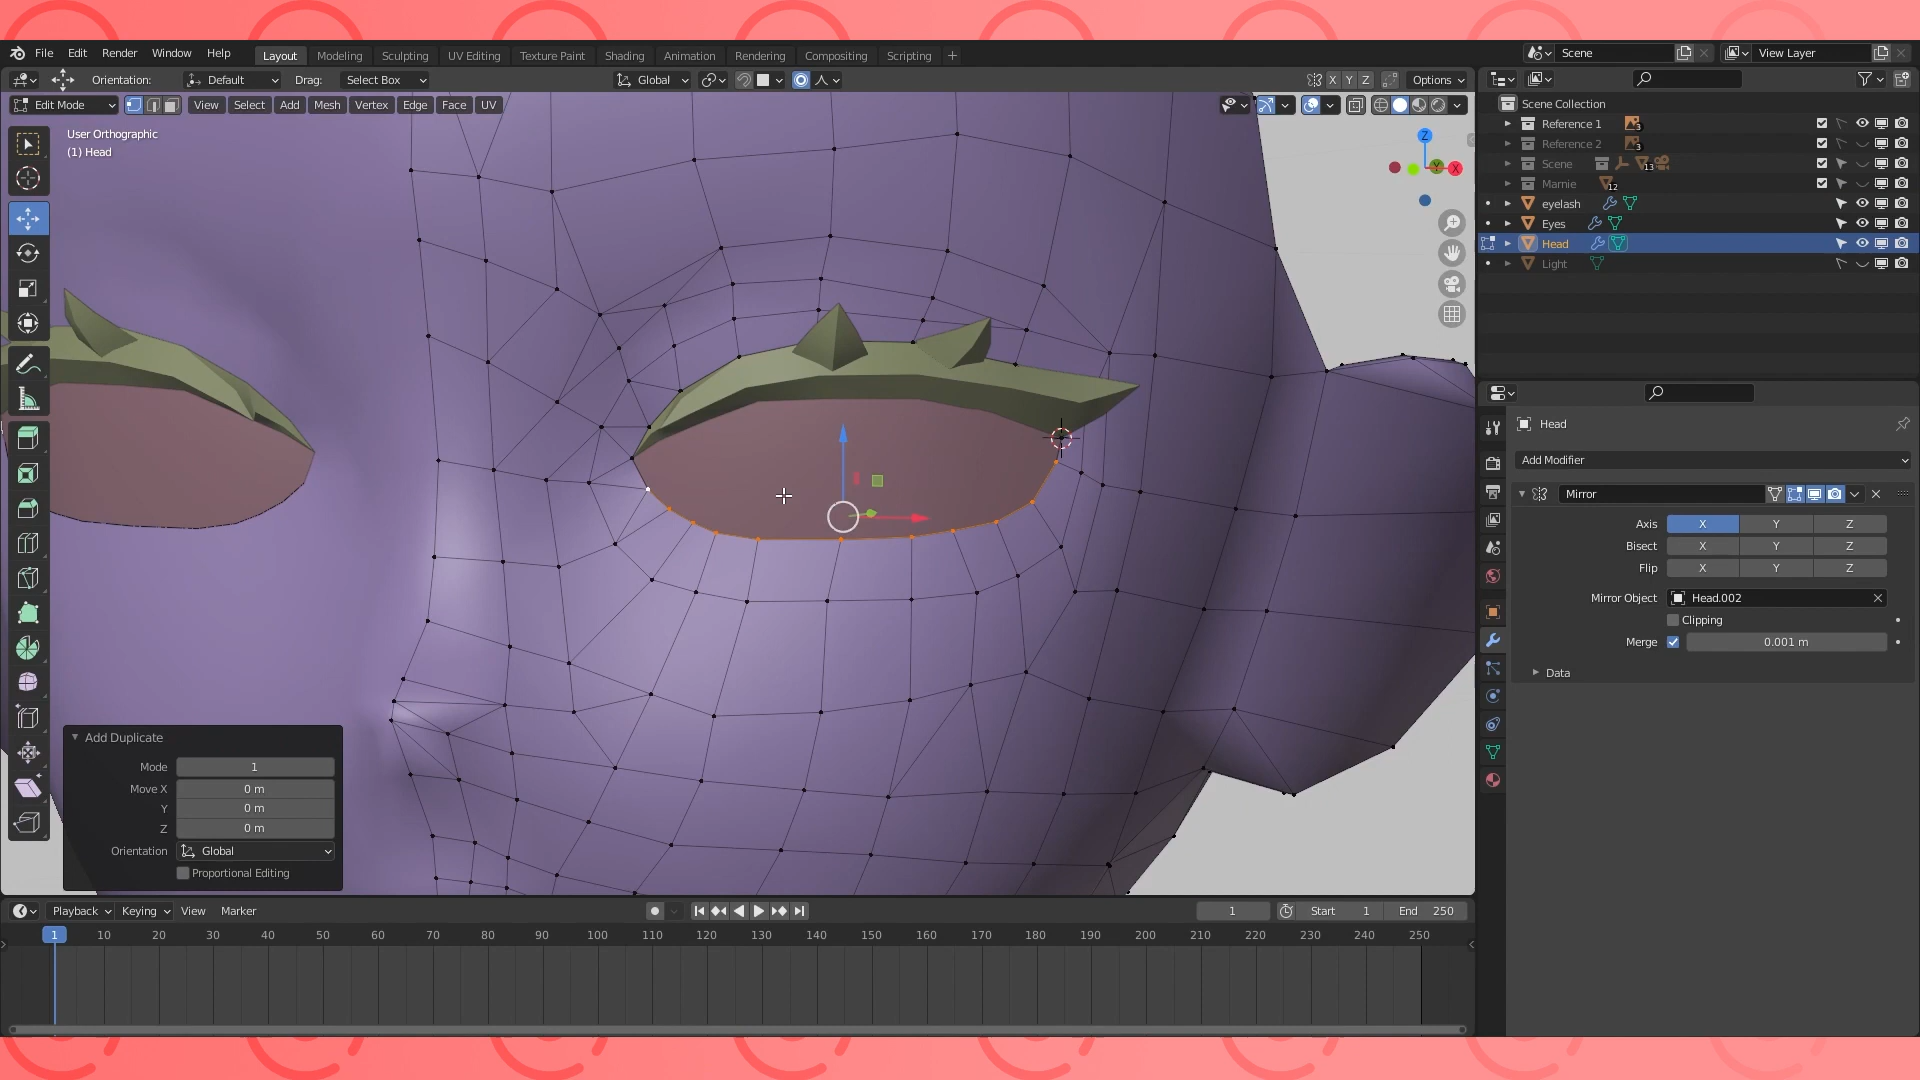 File Edit Render Window Help
Layout Modeling Sculpting UV Editing Texture Paint Shading Animation Rendering Compositing Scripting +
Scene
View Layer
Orientation: Default Drag: Select Box
Global
X Y Z Options
Edit Mode
View Select Add Mesh Vertex Edge Face UV
User Orthographic
(1) Head
Z
Y
X
Scene Collection
Reference 1 3
Reference 2 3
Scene 13
Marnie 12
eyelash
Eyes
Head
Light
Head
Add Modifier
Mirror
Axis X Y Z
Bisect X Y Z
Flip X Y Z
Mirror Object Head.002
Clipping
Merge 0.001 m
Data
Add Duplicate
Mode 1
Move X 0 m
Y 0 m
Z 0 m
Orientation Global
Proportional Editing
Playback Keying View Marker
1 Start 1 End 250
1 10 20 30 40 50 60 70 80 90 100 110 120 130 140 150 160 170 180 190 200 210 220 230 240 250